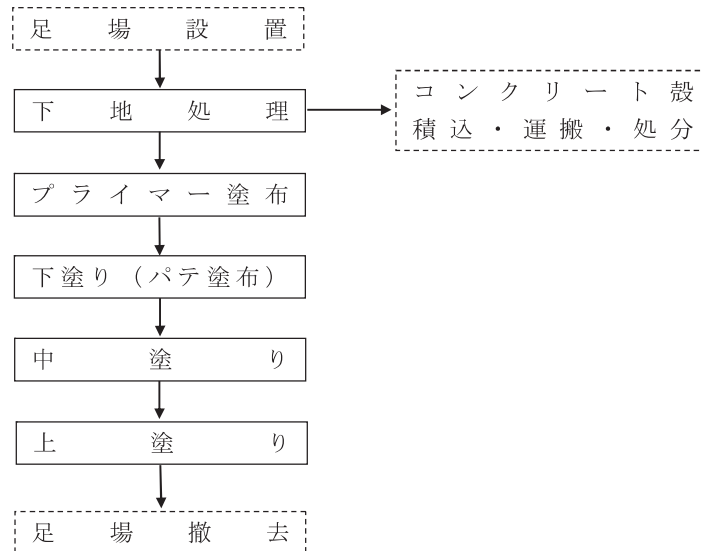 足場設置
下地処理
コンクリート殻
積込・運搬・処分
プライマー塗布
下塗り（パテ塗布）
中塗り
上塗り
足場撤去